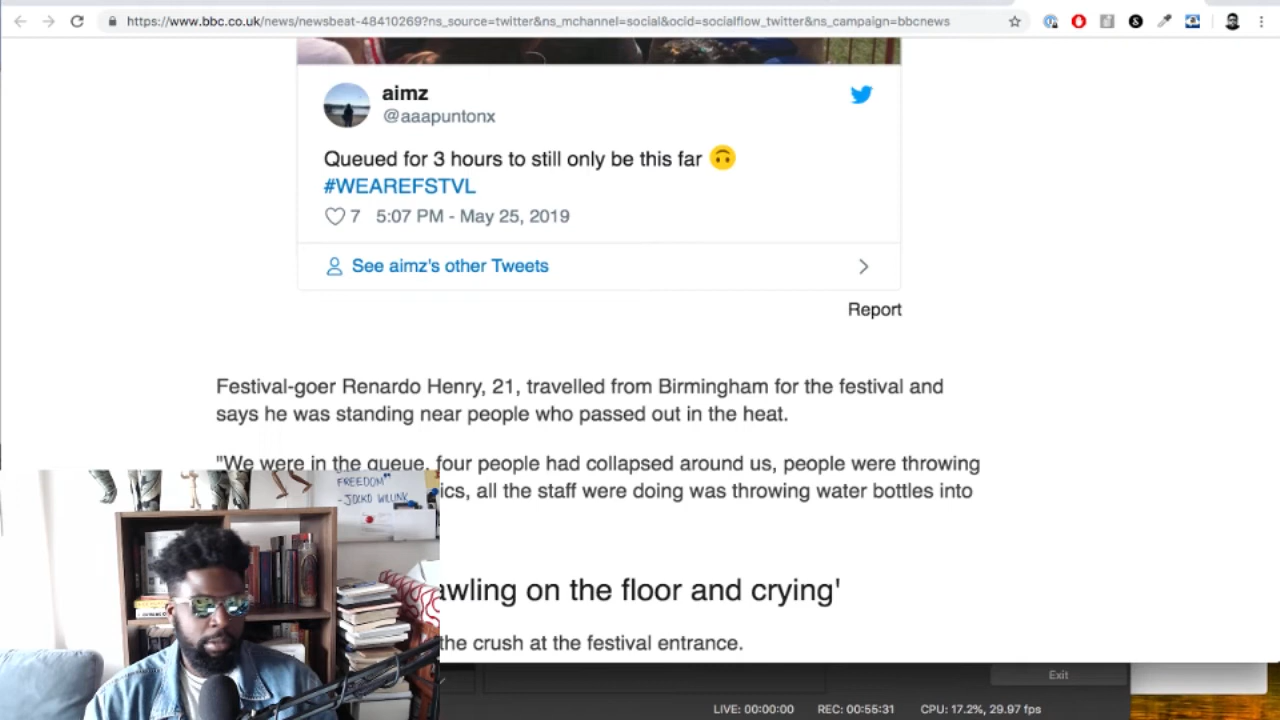 https://www.bbc.co.uk/news/newsbeat-48410269?ns_source=twitter&ns_mchannel=social&ocid=socialflow_twitter&ns_campaign=bbcnews
aimz
@aaapuntonx
Queued for 3 hours to still only be this far 🙃
#WEAREFSTVL
7 5:07 PM - May 25, 2019
See aimz's other Tweets
Report
Festival-goer Renardo Henry, 21, travelled from Birmingham for the festival and
says he was standing near people who passed out in the heat.
"We were in the queue, four people had collapsed around us, people were throwing
ics, all the staff were doing was throwing water bottles into
FREEDOM"
- JOCKO WILLINK
awling on the floor and crying'
the crush at the festival entrance.
Exit
LIVE: 00:00:00 REC: 00:55:31 CPU: 17.2%, 29.97 fps